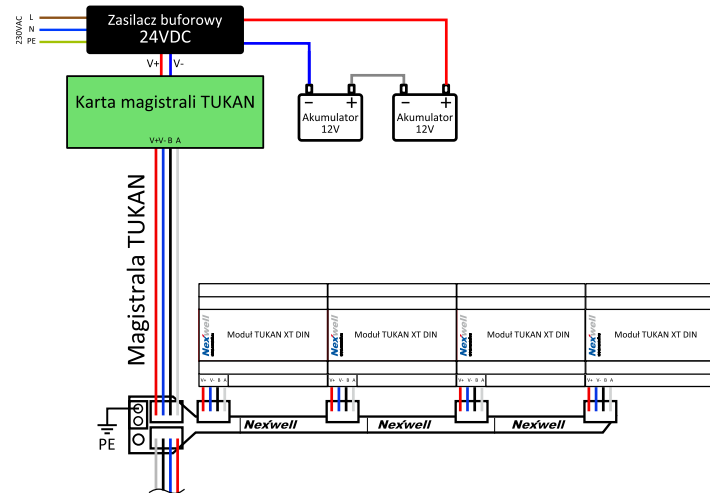 230VAC
L
N
PE
Zasilacz buforowy
24VDC
V+ V-
Karta magistrali TUKAN
V+ V- B A
– +
Akumulator
12V
– +
Akumulator
12V
Magistrala TUKAN
Nexwell
Moduł TUKAN XT DIN
Nexwell
Moduł TUKAN XT DIN
Nexwell
Moduł TUKAN XT DIN
Nexwell
Moduł TUKAN XT DIN
V+ V- B A
V+ V- B A
V+ V- B A
V+ V- B A
PE
Nexwell
Nexwell
Nexwell